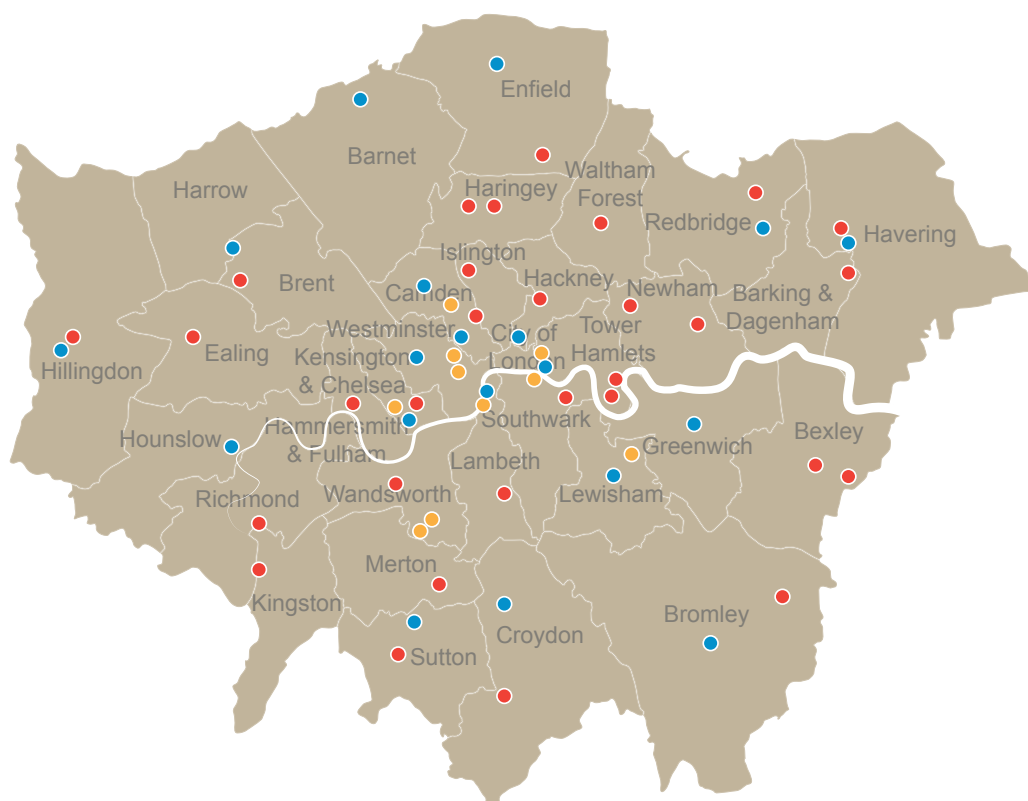 Enfield
Barnet
Waltham
Forest
Harrow
Haringey
Redbridge
Havering
Islington
Brent
Camden
Hackney
Newham
Barking &
Dagenham
Westminster
City of
London
Tower
Hamlets
Ealing
Kensington
& Chelsea
Hillingdon
Hammersmith
& Fulham
Southwark
Hounslow
Greenwich
Bexley
Lambeth
Richmond
Wandsworth
Lewisham
Merton
Kingston
Bromley
Croydon
Sutton